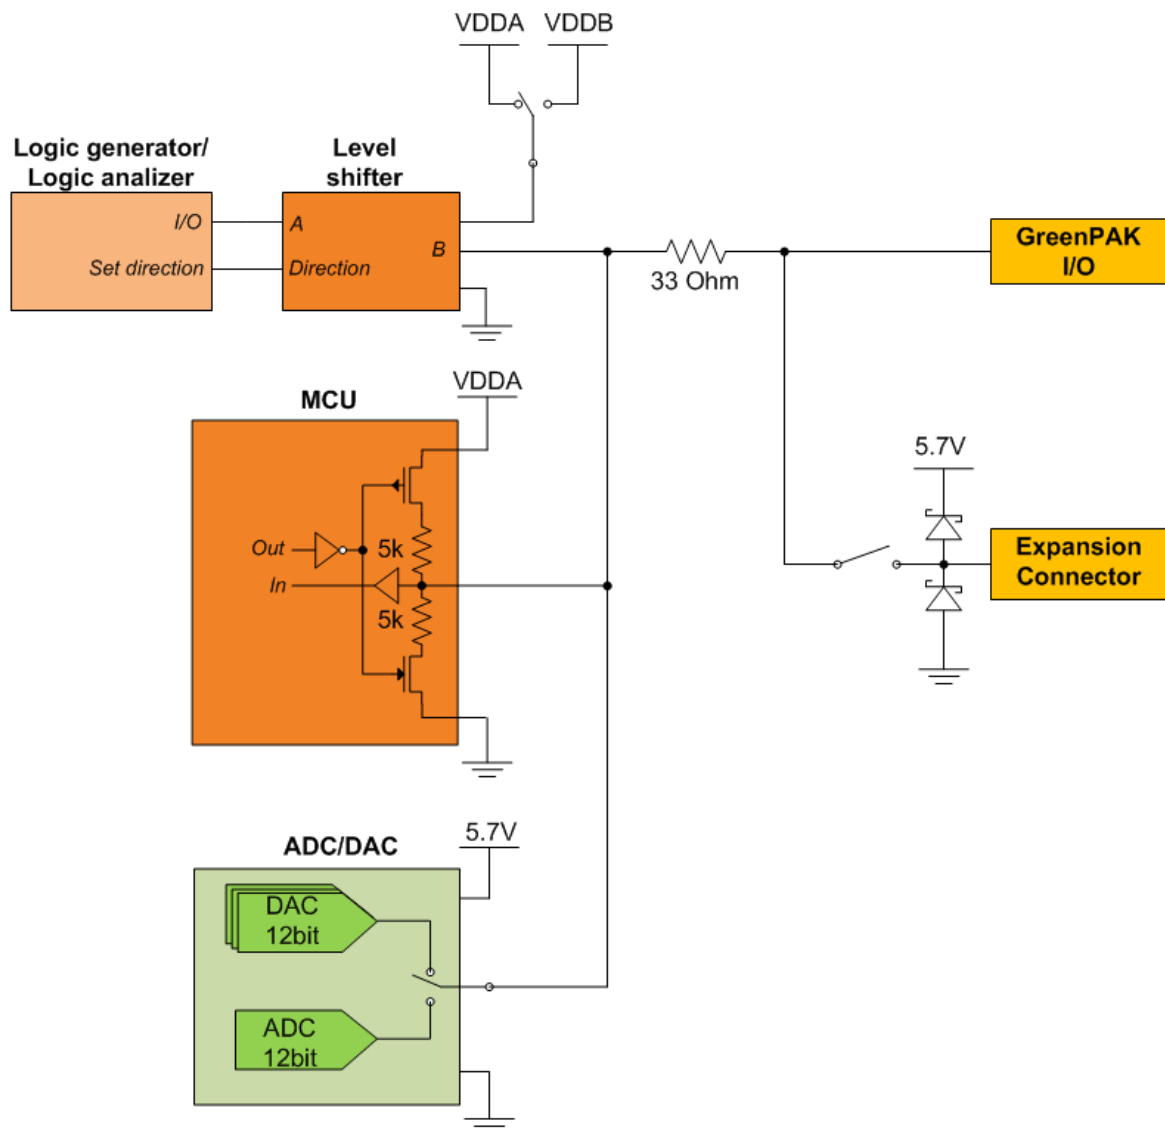 VDDA VDDB
Logic generator/
Logic analizer
Level
shifter
I/O
A
Set direction
Direction
B
33 Ohm
GreenPAK
I/O
MCU
VDDA
Out
In
5k
5k
5.7V
Expansion
Connector
ADC/DAC
5.7V
DAC
12bit
ADC
12bit